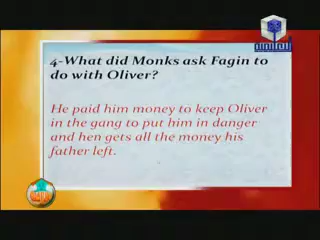 4-What did Monks ask Fagin to
do with Oliver?
He paid him money to keep Oliver
in the gang to put him in danger
and hen gets all the money his
father left.